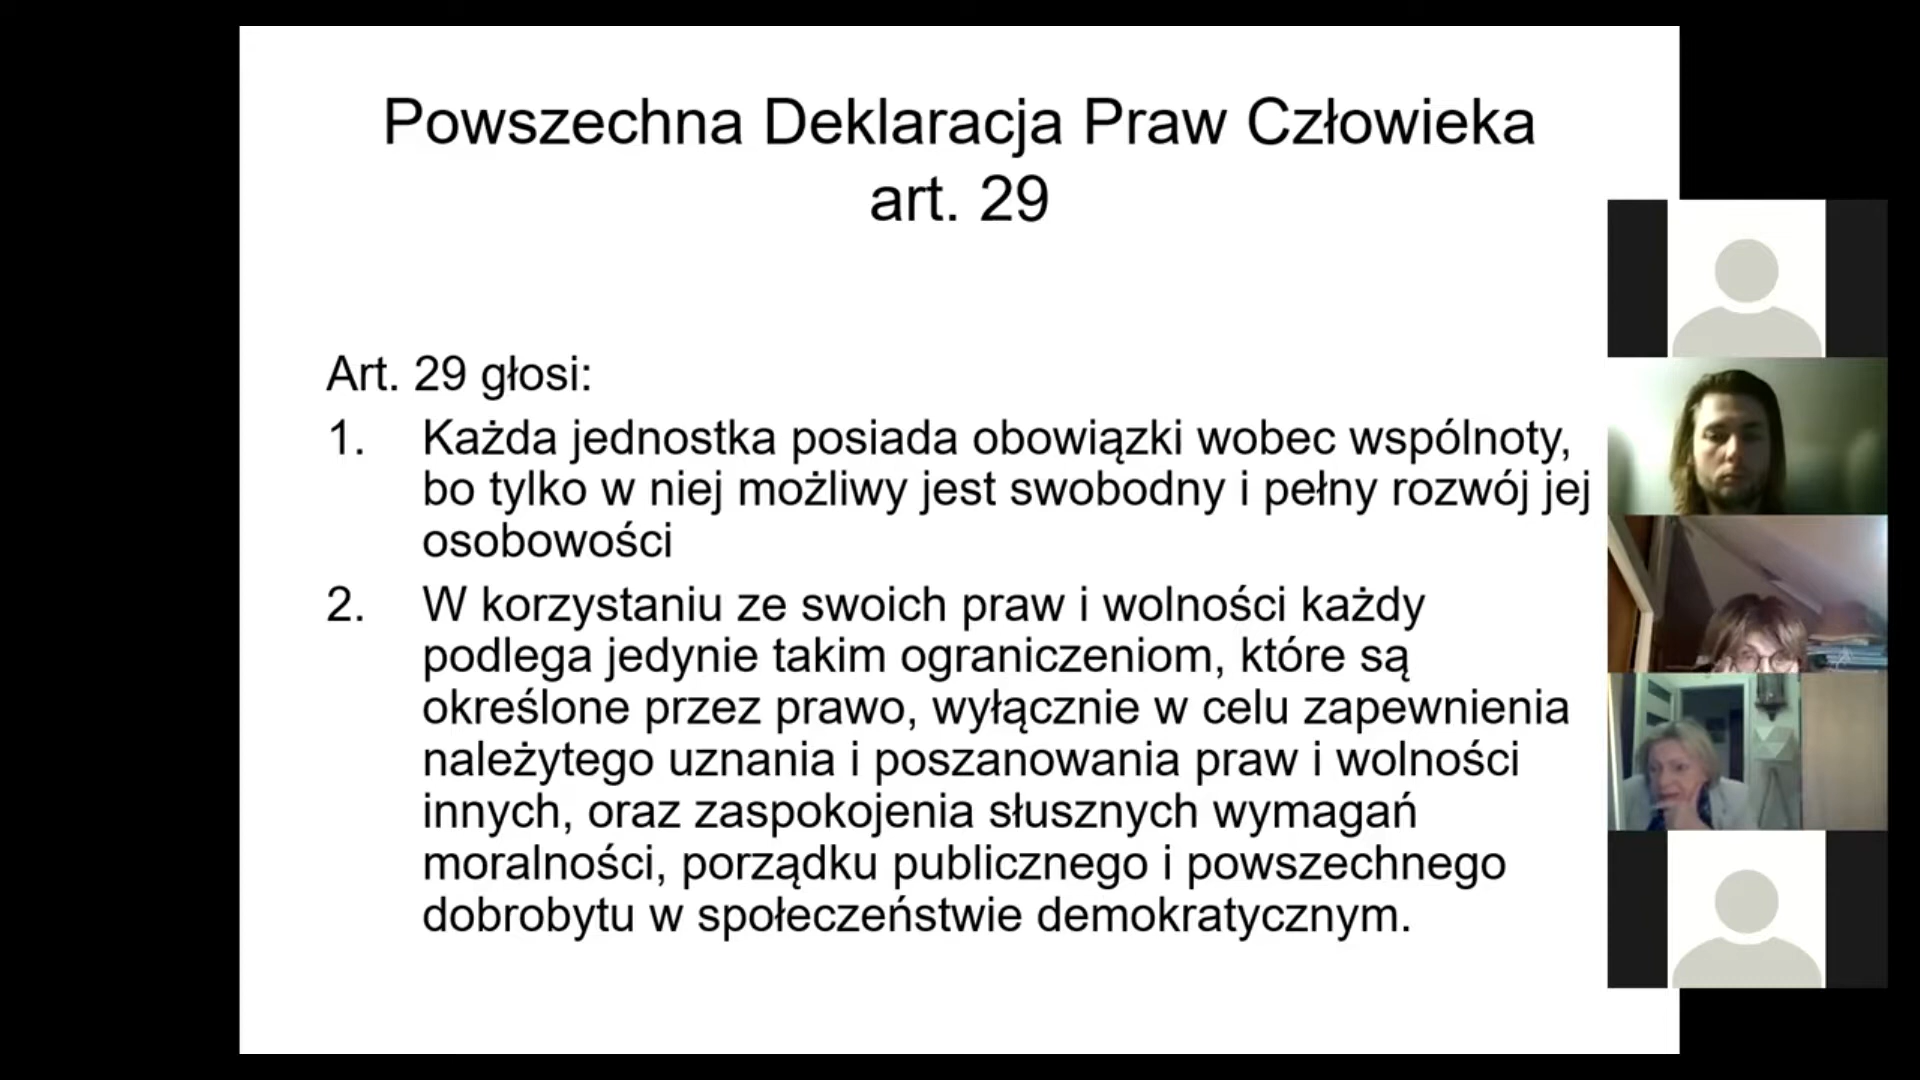 Powszechna Deklaracja Praw Człowieka
art. 29
Art. 29 głosi:
1. Każda jednostka posiada obowiązki wobec wspólnoty,
bo tylko w niej możliwy jest swobodny i pełny rozwój jej
osobowości
2. W korzystaniu ze swoich praw i wolności każdy
podlega jedynie takim ograniczeniom, które są
określone przez prawo, wyłącznie w celu zapewnienia
należytego uznania i poszanowania praw i wolności
innych, oraz zaspokojenia słusznych wymagań
moralności, porządku publicznego i powszechnego
dobrobytu w społeczeństwie demokratycznym.